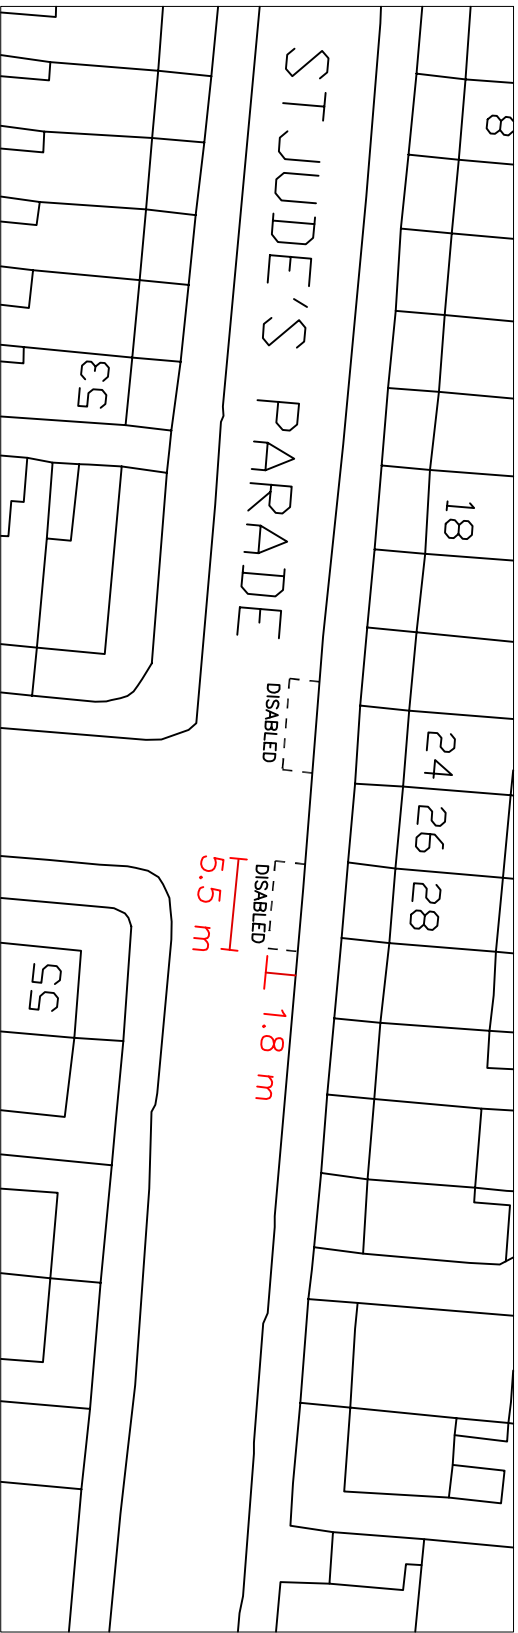 8
ST JUDE'S PARADE
53
18
24
26
28
DISABLED
DISABLED
5.5 m
1.8 m
55